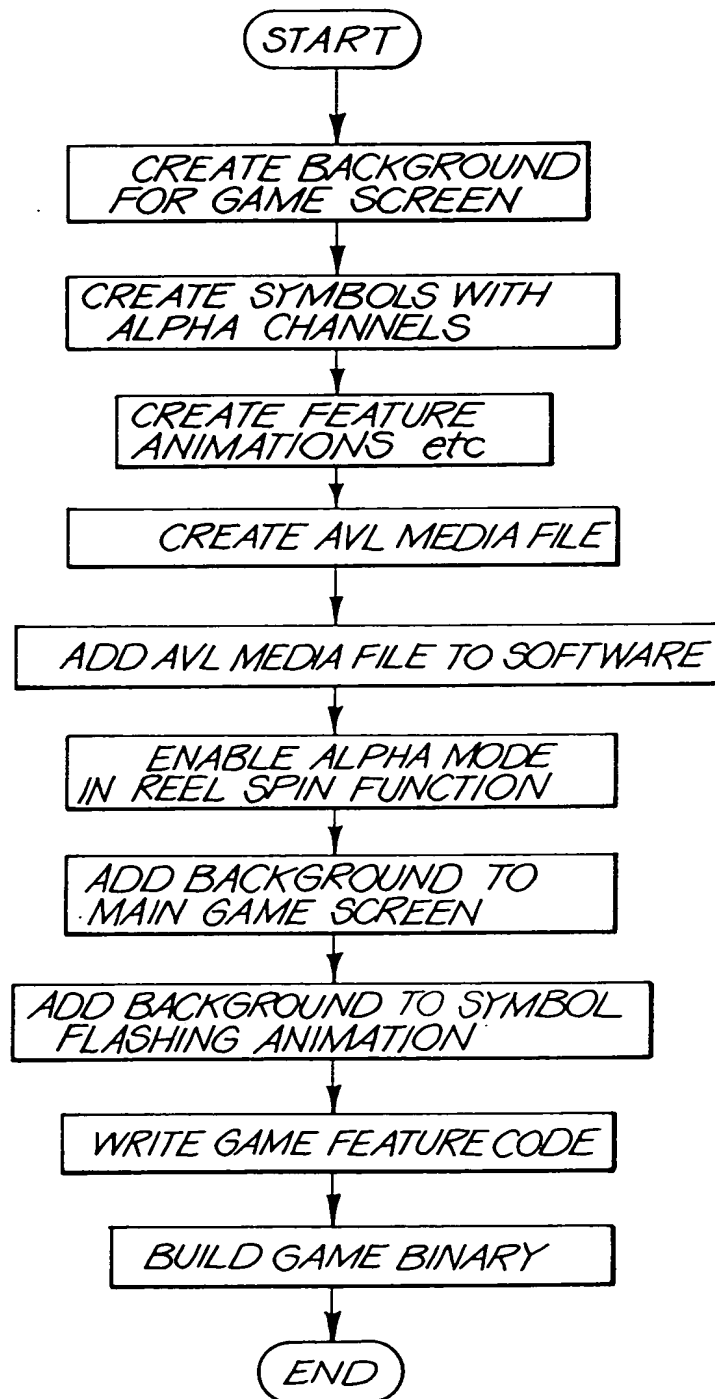 START
CREATE BACKGROUND
FOR GAME SCREEN
CREATE SYMBOLS WITH
ALPHA CHANNELS
CREATE FEATURE
ANIMATIONS etc
CREATE AVL MEDIA FILE
ADD AVL MEDIA FILE TO SOFTWARE
ENABLE ALPHA MODE
IN REEL SPIN FUNCTION
ADD BACKGROUND TO
MAIN GAME SCREEN
ADD BACKGROUND TO SYMBOL
FLASHING ANIMATION
WRITE GAME FEATURE CODE
BUILD GAME BINARY
END